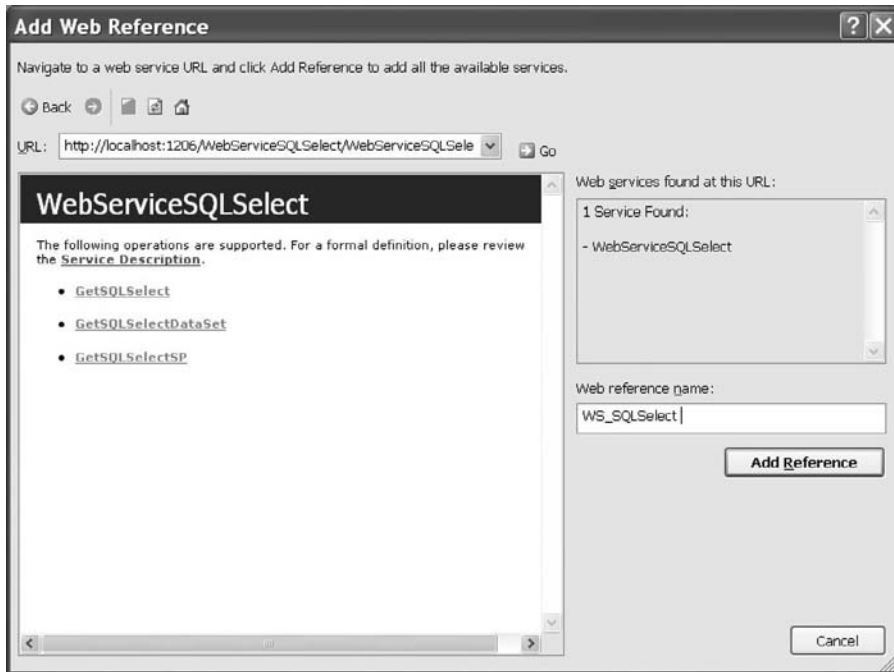 Add Web Reference
Navigate to a web service URL and click Add Reference to add all the available services.
Back
URL: http://localhost:1206/WebServiceSQLSelect/WebServiceSQLSele Go
WebServiceSQLSelect
The following operations are supported. For a formal definition, please review
the Service Description.
• GetSQLSelect
• GetSQLSelectDataSet
• GetSQLSelectSP
Web services found at this URL:
1 Service Found:
- WebServiceSQLSelect
Web reference name:
WS_SQLSelect
Add Reference
Cancel